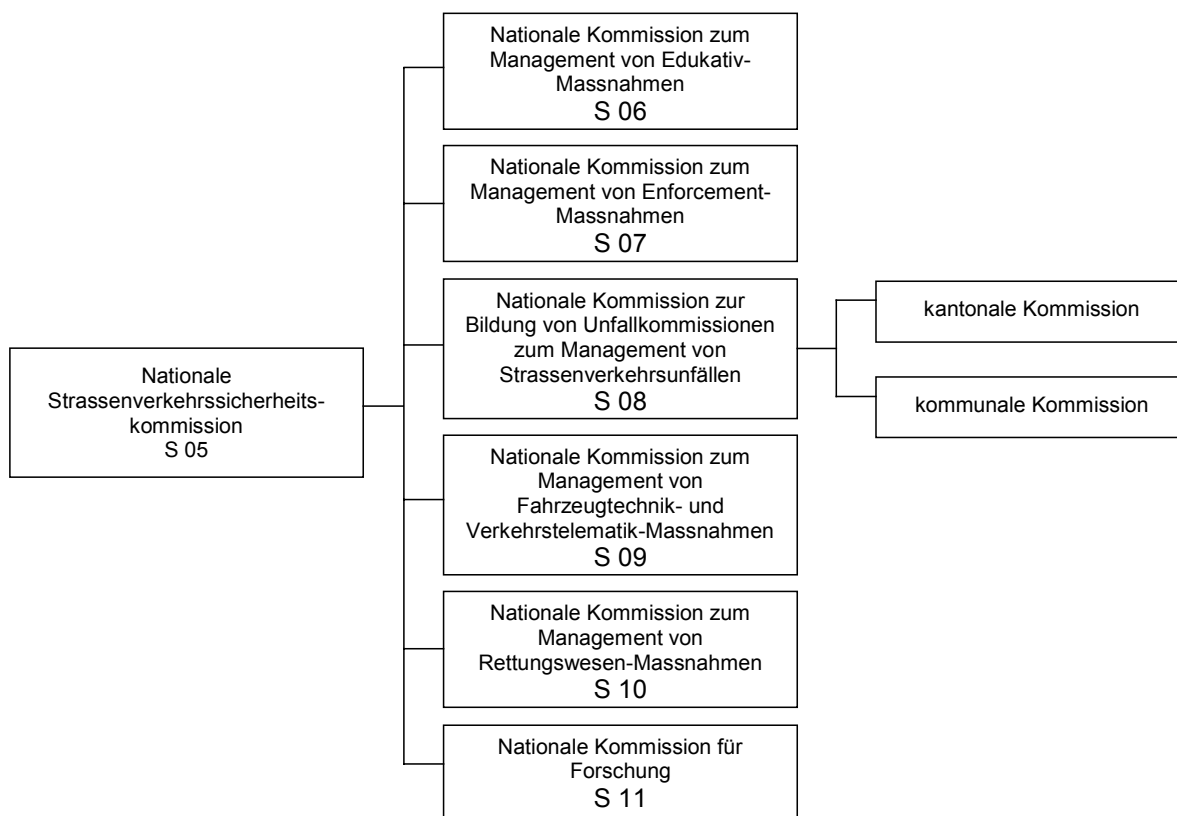 Nationale Kommission zum
Management von Edukativ-
Massnahmen
S 06
Nationale Kommission zum
Management von Enforcement-
Massnahmen
S 07
Nationale Kommission zur
Bildung von Unfallkommissionen
zum Management von
Strassenverkehrsunfällen
S 08
kantonale Kommission
kommunale Kommission
Nationale
Strassenverkehrssicherheits-
kommission
S 05
Nationale Kommission zum
Management von
Fahrzeugtechnik- und
Verkehrstelematik-Massnahmen
S 09
Nationale Kommission zum
Management von
Rettungswesen-Massnahmen
S 10
Nationale Kommission für
Forschung
S 11